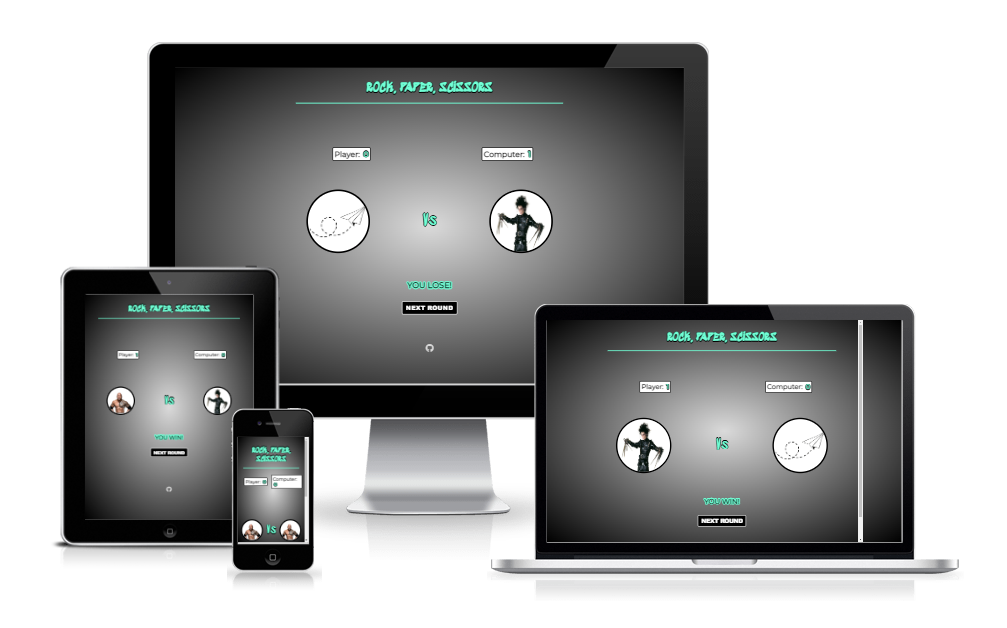 ROCK, PAPER, SCISSORS
Player: 0
Computer: 1
Vs
YOU LOSE!
NEXT ROUND
ROCK, PAPER, SCISSORS
Player: 1
Computer: 0
Vs
YOU WIN!
NEXT ROUND
ROCK, PAPER,
SCISSORS
Player: 0
Computer:
0
Vs
ROCK, PAPER, SCISSORS
Player: 1
Computer: 0
Vs
YOU WIN!
NEXT ROUND